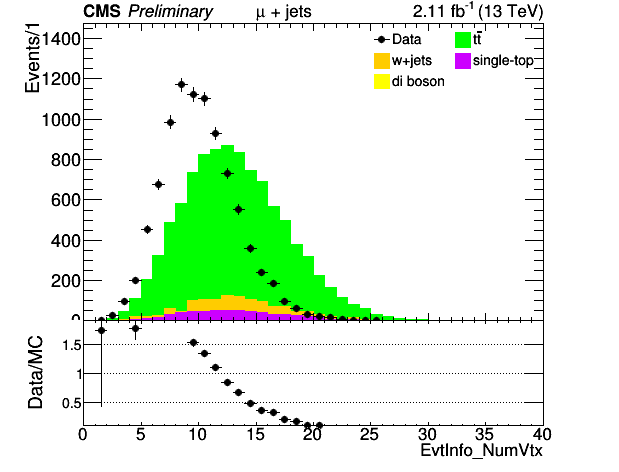 CMS Preliminary μ + jets 2.11 fb⁻¹ (13 TeV)
Events/1
1400
1200
1000
800
600
400
200
0
Data
tt̄
w+jets
single-top
di boson
Data/MC
1.5
1
0.5
0 5 10 15 20 25 30 35 40
EvtInfo_NumVtx